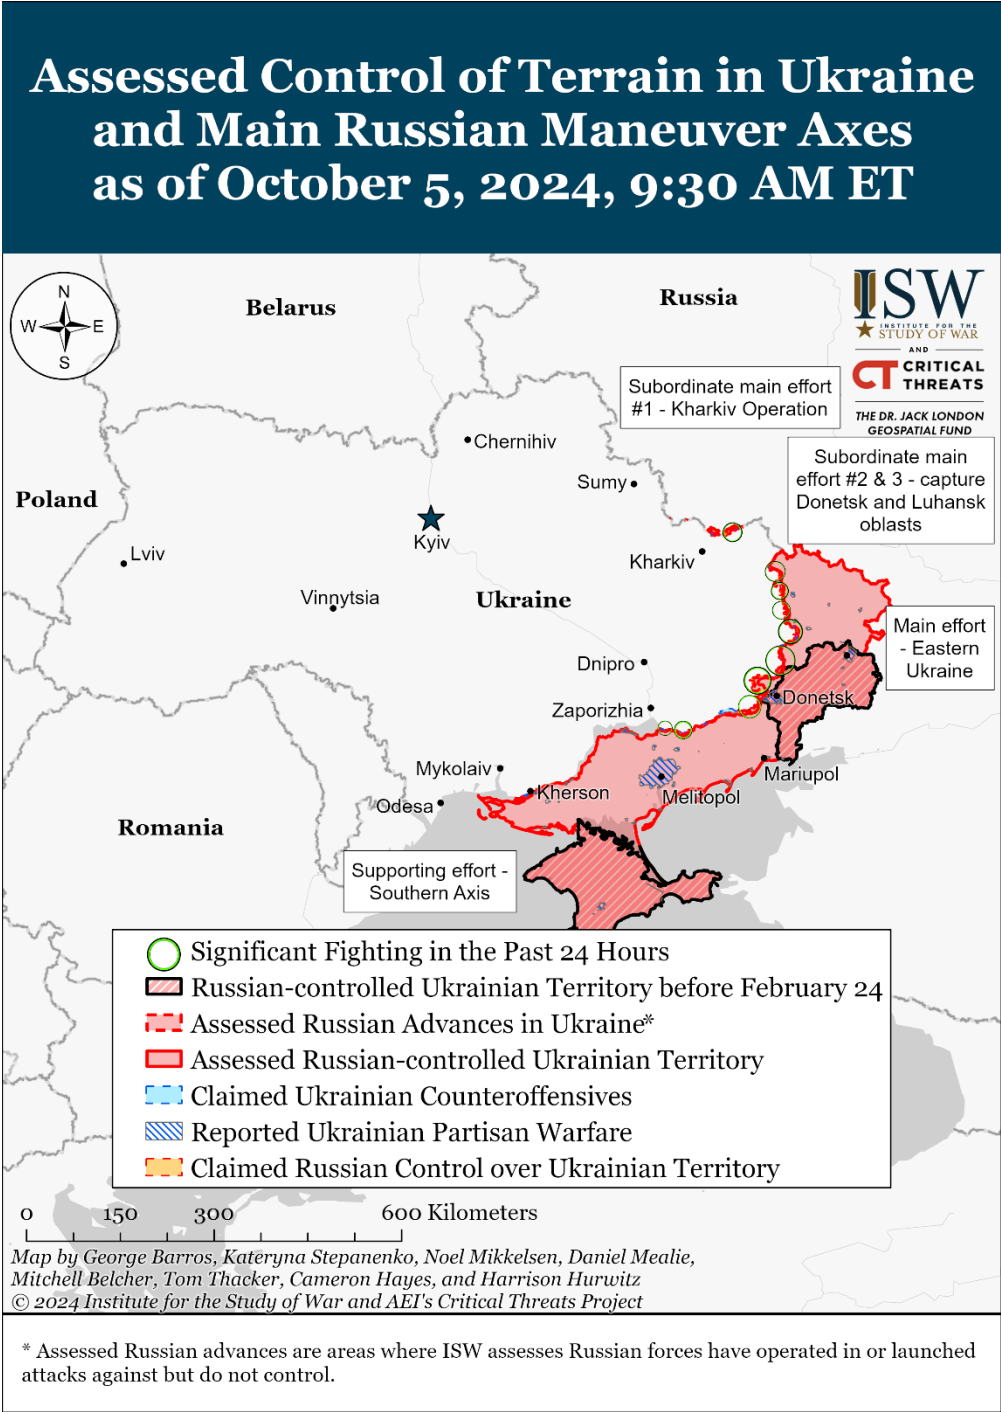 Assessed Control of Terrain in Ukraine
and Main Russian Maneuver Axes
as of October 5, 2024, 9:30 AM ET
N
W
E
S
Belarus
Russia
ISW
INSTITUTE FOR THE
STUDY OF WAR
AND
CT CRITICAL
THREATS
THE DR. JACK LONDON
GEOSPATIAL FUND
Subordinate main effort
#1 - Kharkiv Operation
Subordinate main
effort #2 & 3 - capture
Donetsk and Luhansk
oblasts
Chernihiv
Sumy
Poland
Kyiv
Lviv
Kharkiv
Vinnytsia
Ukraine
Main effort
- Eastern
Ukraine
Dnipro
Donetsk
Zaporizhia
Mykolaiv
Mariupol
Kherson
Melitopol
Odesa
Romania
Supporting effort -
Southern Axis
Significant Fighting in the Past 24 Hours
Russian-controlled Ukrainian Territory before February 24
Assessed Russian Advances in Ukraine*
Assessed Russian-controlled Ukrainian Territory
Claimed Ukrainian Counteroffensives
Reported Ukrainian Partisan Warfare
Claimed Russian Control over Ukrainian Territory
0 150 300 600 Kilometers
Map by George Barros, Kateryna Stepanenko, Noel Mikkelsen, Daniel Mealie,
Mitchell Belcher, Tom Thacker, Cameron Hayes, and Harrison Hurwitz
© 2024 Institute for the Study of War and AEI's Critical Threats Project
* Assessed Russian advances are areas where ISW assesses Russian forces have operated in or launched
attacks against but do not control.